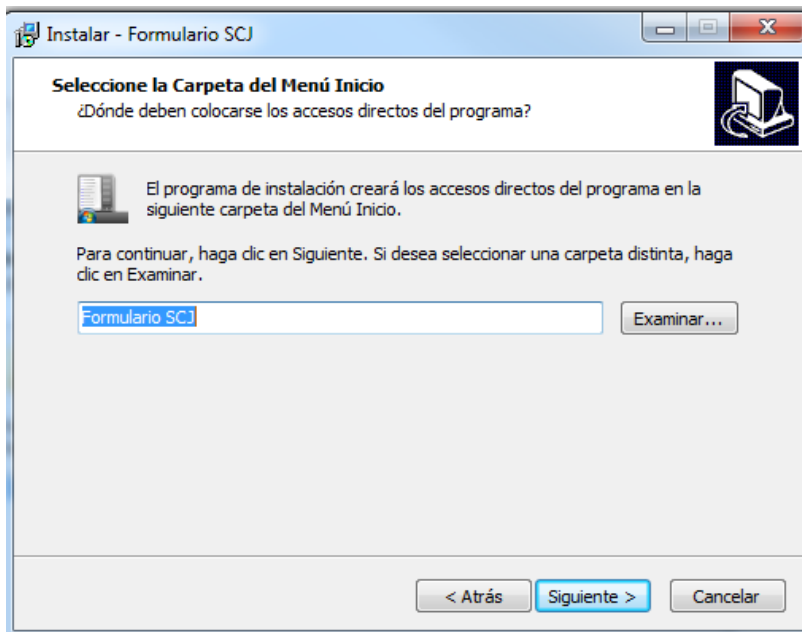 Instalar - Formulario SCJ
Seleccione la Carpeta del Menú Inicio
¿Dónde deben colocarse los accesos directos del programa?
El programa de instalación creará los accesos directos del programa en la
siguiente carpeta del Menú Inicio.
Para continuar, haga clic en Siguiente. Si desea seleccionar una carpeta distinta, haga
clic en Examinar.
Formulario SCJ
Examinar...
< Atrás
Siguiente >
Cancelar